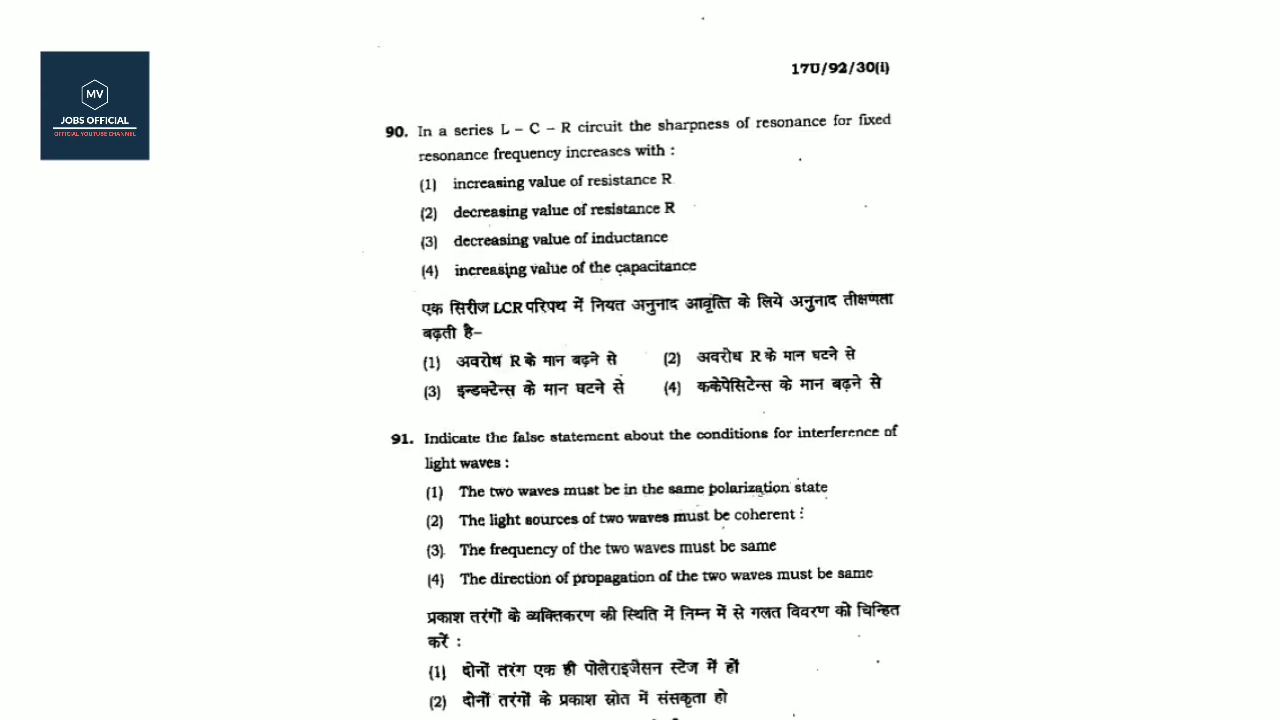 MV
JOBS OFFICIAL
OFFICIAL YOUTUBE CHANNEL
17U/92/30(i)
90. In a series L – C – R circuit the sharpness of resonance for fixed
resonance frequency increases with :
(1) increasing value of resistance R
(2) decreasing value of resistance R
(3) decreasing value of inductance
(4) increasing value of the capacitance
एक सिरीज LCR परिपथ में नियत अनुनाद आवृत्ति के लिये अनुनाद तीक्षणता
बढ़ती है–
(1) अवरोध R के मान बढ़ने से (2) अवरोध R के मान घटने से
(3) इन्डक्टेन्स के मान घटने से (4) ककेपेसिटेन्स के मान बढ़ने से
91. Indicate the false statement about the conditions for interference of
light waves :
(1) The two waves must be in the same polarization state
(2) The light sources of two waves must be coherent :
(3) The frequency of the two waves must be same
(4) The direction of propagation of the two waves must be same
प्रकाश तरंगों के व्यक्तिकरण की स्थिति में निम्न में से गलत विवरण को चिन्हित
करें :
(1) दोनों तरंग एक ही पोलेराइजेसन स्टेज में हों
(2) दोनों तरंगों के प्रकाश स्रोत में संसकृता हो